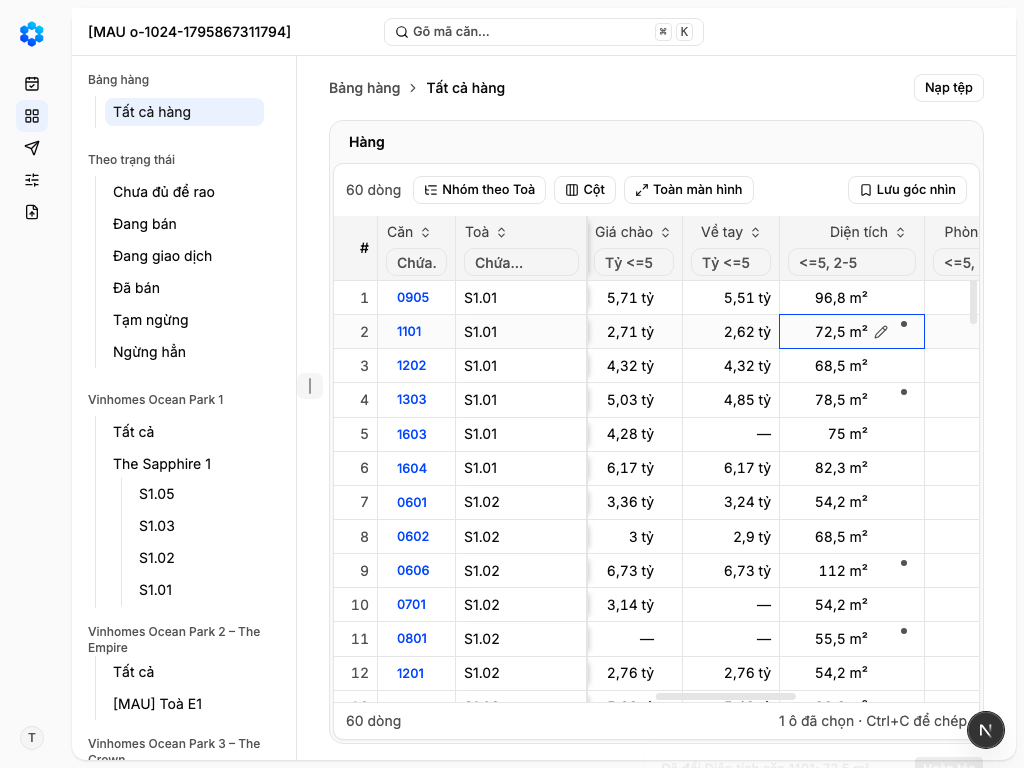 [MAU o-1024-1795867311794]
Gõ mã căn...
⌘ K
Bảng hàng
Tất cả hàng
Theo trạng thái
Chưa đủ để rao
Đang bán
Đang giao dịch
Đã bán
Tạm ngừng
Ngừng hẳn
Vinhomes Ocean Park 1
Tất cả
The Sapphire 1
S1.05
S1.03
S1.02
S1.01
Vinhomes Ocean Park 2 – The
Empire
Tất cả
[MAU] Toà E1
Vinhomes Ocean Park 3 – The
Crown
T
Bảng hàng > Tất cả hàng
Nạp tệp
Hàng
60 dòng
Nhóm theo Toà
Cột
Toàn màn hình
Lưu góc nhìn
# Căn Toà Giá chào Về tay Diện tích Phòn
Chứa. Chứa... Tỷ <=5 Tỷ <=5 <=5, 2-5 <=5,
1 0905 S1.01 5,71 tỷ 5,51 tỷ 96,8 m²
2 1101 S1.01 2,71 tỷ 2,62 tỷ 72,5 m²
3 1202 S1.01 4,32 tỷ 4,32 tỷ 68,5 m²
4 1303 S1.01 5,03 tỷ 4,85 tỷ 78,5 m²
5 1603 S1.01 4,28 tỷ — 75 m²
6 1604 S1.01 6,17 tỷ 6,17 tỷ 82,3 m²
7 0601 S1.02 3,36 tỷ 3,24 tỷ 54,2 m²
8 0602 S1.02 3 tỷ 2,9 tỷ 68,5 m²
9 0606 S1.02 6,73 tỷ 6,73 tỷ 112 m²
10 0701 S1.02 3,14 tỷ — 54,2 m²
11 0801 S1.02 — — 55,5 m²
12 1201 S1.02 2,76 tỷ 2,76 tỷ 54,2 m²
60 dòng
1 ô đã chọn · Ctrl+C để chép
N
Đã đổi Diện tích căn 1101: 72,5 m²